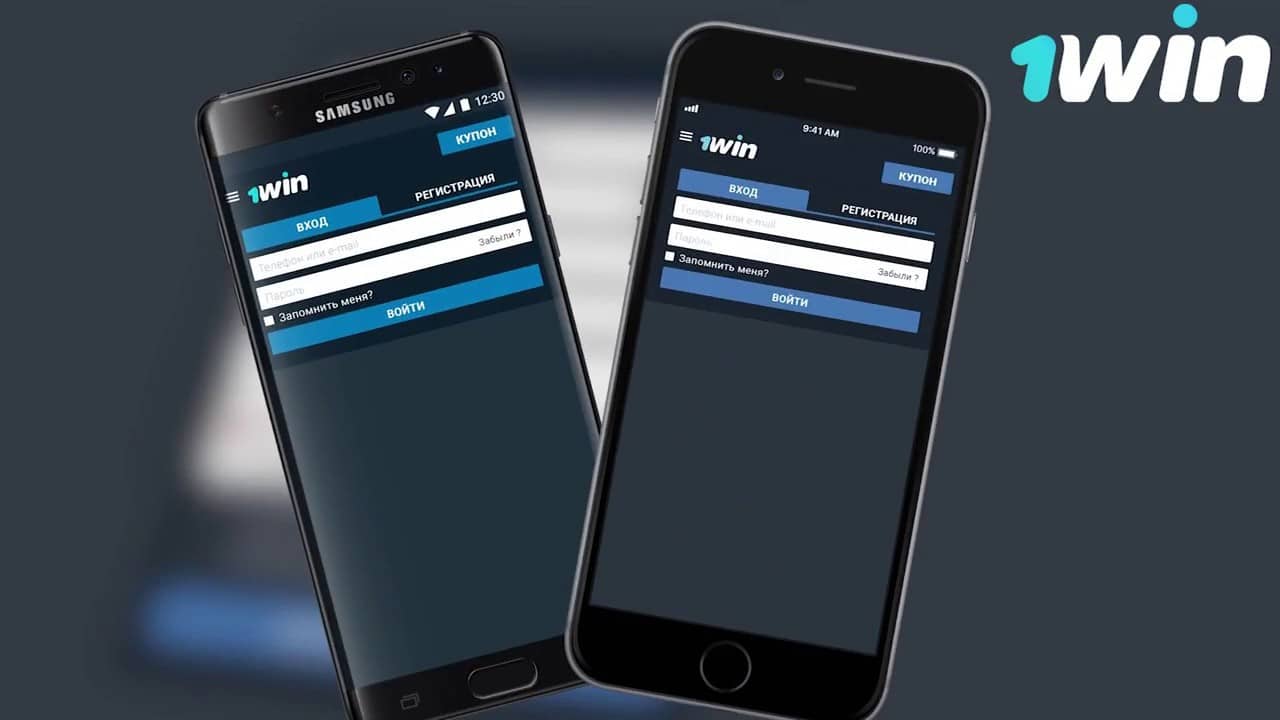 1win
SAMSUNG
12:30
КУПОН
1win
ВХОД
РЕГИСТРАЦИЯ
Телефон или e-mail
Пароль
Забыли ?
Запомнить меня?
ВОЙТИ
9:41 AM
100%
1win
КУПОН
ВХОД
РЕГИСТРАЦИЯ
Телефон или e-mail
Пароль
Забыли ?
Запомнить меня?
ВОЙТИ